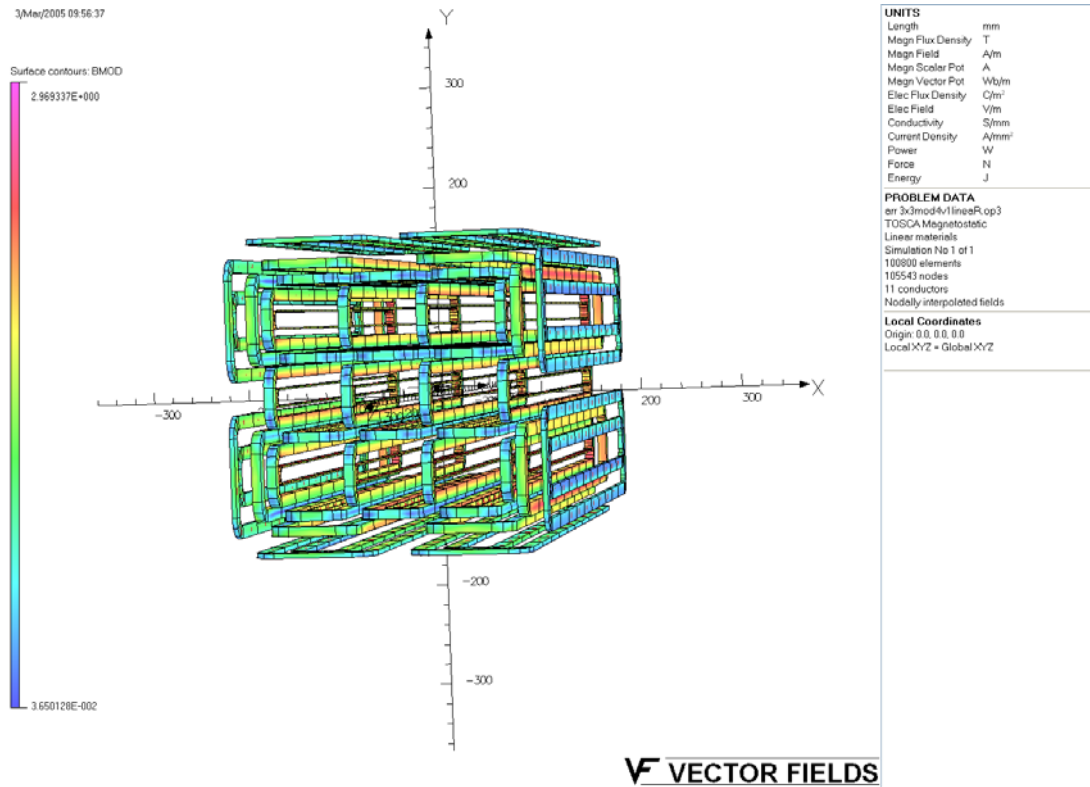 3/Mar/2005 09:56:37
Surface contours: BMOD
2.969337E+000
3.650128E-002
Y
300
200
X
-300
200
300
-200
-300
UNITS
Length mm
Magn Flux Density T
Magn Field A/m
Magn Scalar Pot A
Magn Vector Pot Wb/m
Elec Flux Density C/m²
Elec Field V/m
Conductivity S/mm
Current Density A/mm²
Power W
Force N
Energy J
PROBLEM DATA
TOSCA Magnetostatic
Linear materials
Simulation No 1 of 1
100800 elements
105543 nodes
11 conductors
Nodally interpolated fields
Local Coordinates
Origin: 0.0, 0.0, 0.0
Local XYZ = Global XYZ
VF VECTOR FIELDS